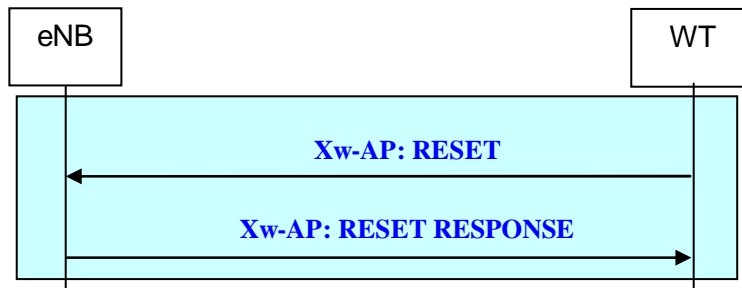 eNB
WT
Xw-AP: RESET
Xw-AP: RESET RESPONSE